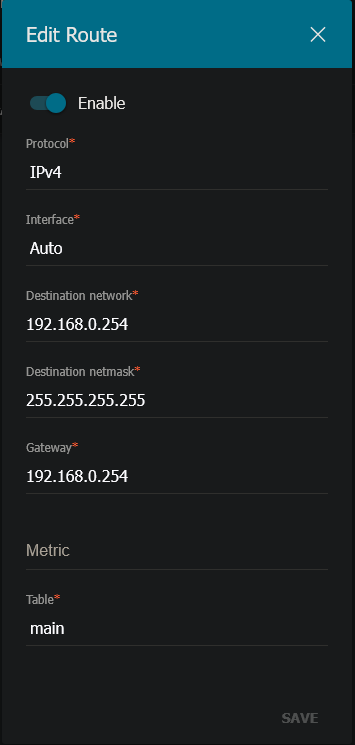 Edit Route
Enable
Protocol*
IPv4
Interface*
Auto
Destination network*
192.168.0.254
Destination netmask*
255.255.255.255
Gateway*
192.168.0.254
Metric
Table*
main
SAVE